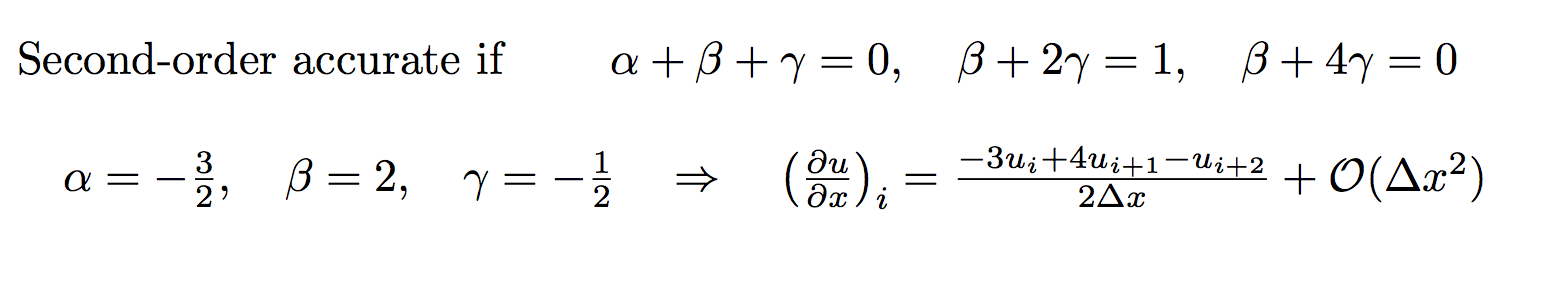 Second-order accurate if α + β + γ = 0, β + 2γ = 1, β + 4γ = 0
α = −3/2, β = 2, γ = −1/2 ⇒ (∂u/∂x)_i = (−3u_i+4u_{i+1}−u_{i+2})/(2Δx) + 𝒪(Δx²)